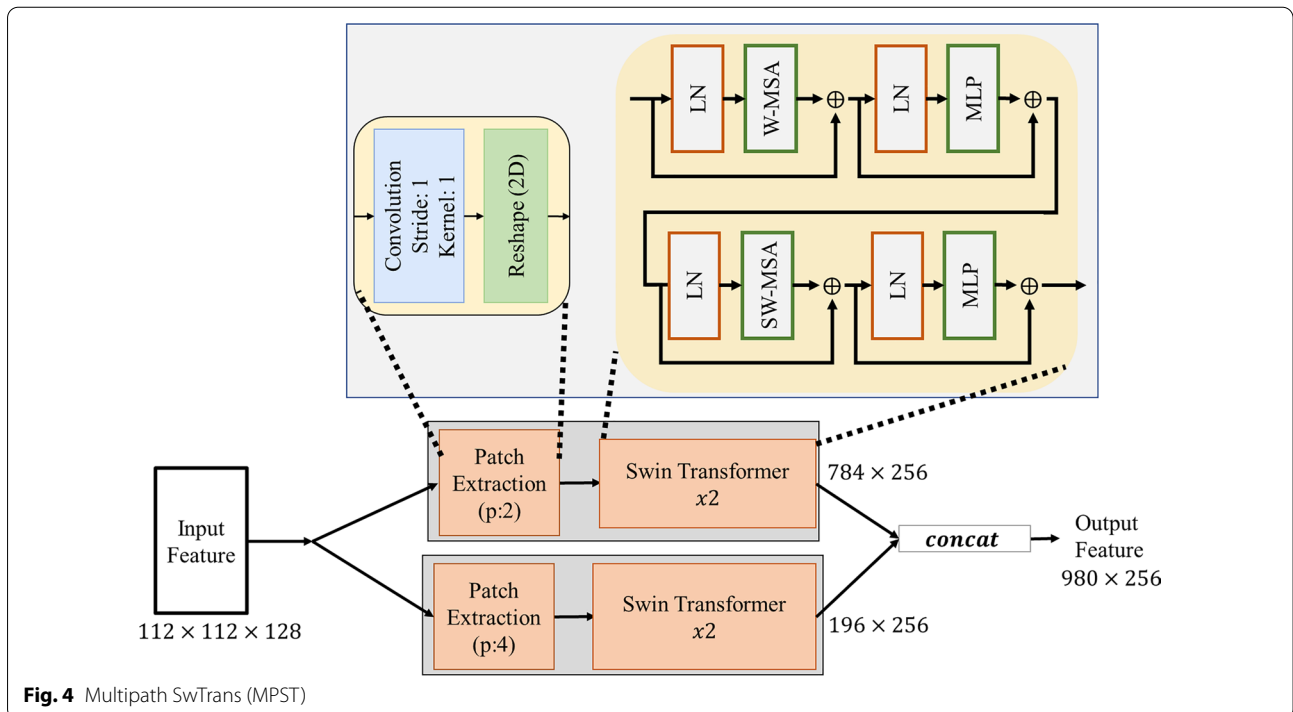 LN
W-MSA
⊕
LN
MLP
⊕
Convolution
Stride: 1
Kernel: 1
Reshape (2D)
LN
SW-MSA
⊕
LN
MLP
⊕
Patch
Extraction
(p:2)
Swin Transformer
x2
784 × 256
Input
Feature
112 × 112 × 128
concat
Output
Feature
980 × 256
Patch
Extraction
(p:4)
Swin Transformer
x2
196 × 256
Fig. 4 Multipath SwTrans (MPST)